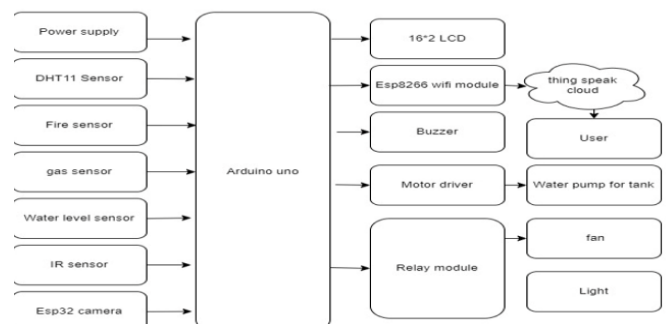 Power supply
DHT11 Sensor
Fire sensor
gas sensor
Water level sensor
IR sensor
Esp32 camera
Arduino uno
16*2 LCD
Esp8266 wifi module
Buzzer
Motor driver
Relay module
thing speak
cloud
User
Water pump for tank
fan
Light